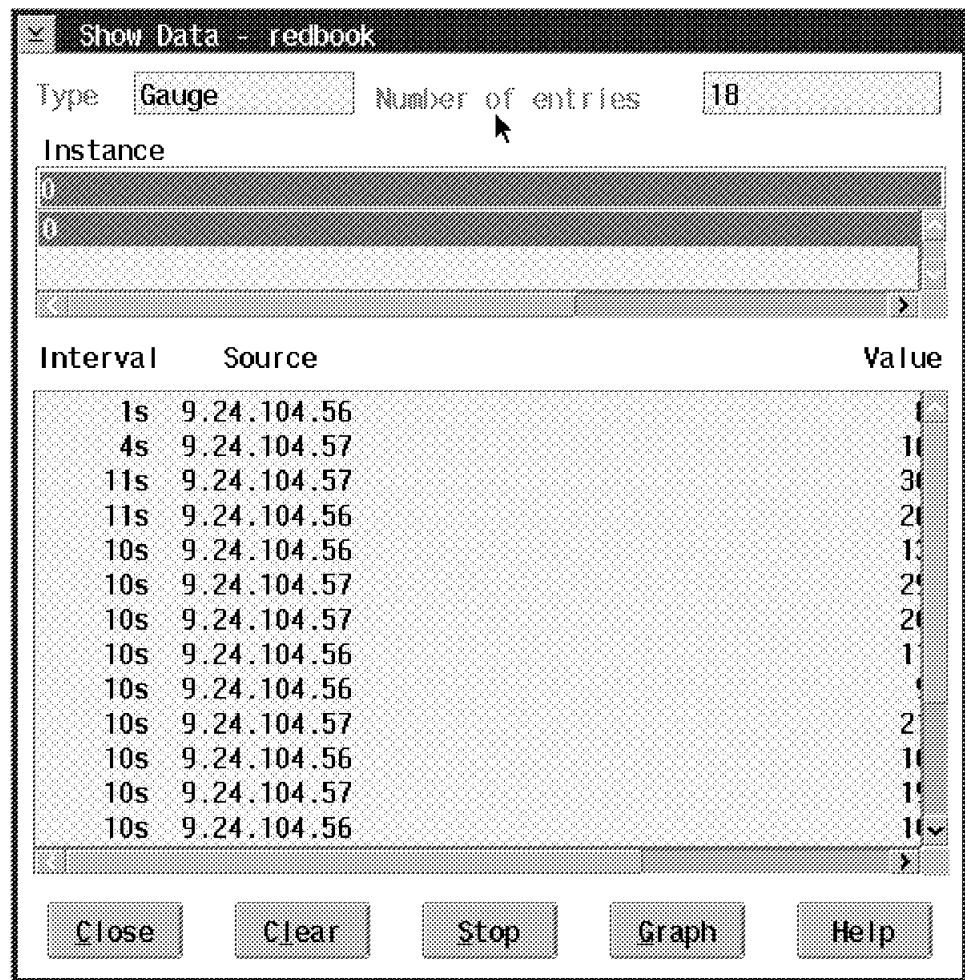 Show Data - redbook
Type Gauge Number of entries 18
Instance
0
0
Interval Source Value
1s 9.24.104.56
4s 9.24.104.57
11s 9.24.104.57
11s 9.24.104.56
10s 9.24.104.56
10s 9.24.104.57
10s 9.24.104.57
10s 9.24.104.56
10s 9.24.104.56
10s 9.24.104.57
10s 9.24.104.56
10s 9.24.104.57
10s 9.24.104.56
Close Clear Stop Graph Help